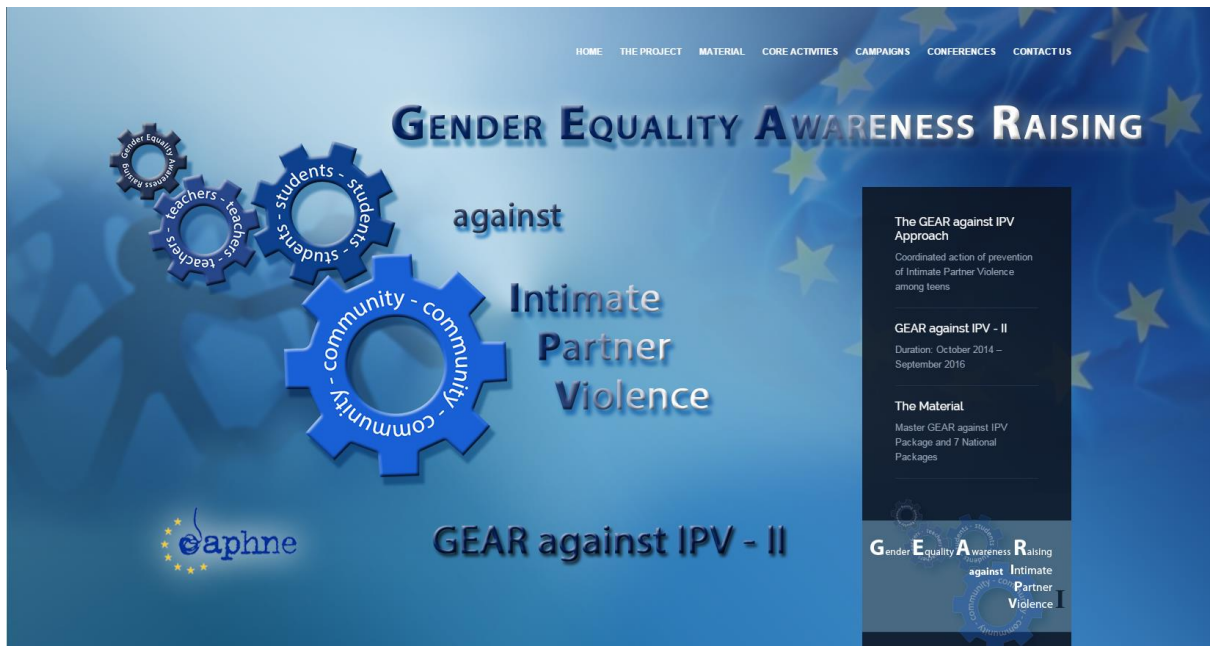 HOME THE PROJECT MATERIAL CORE ACTIVITIES CAMPAIGNS CONFERENCES CONTACT US
GENDER EQUALITY AWARENESS RAISING
against
Intimate
Partner
Violence
Gender Equality Awareness Raising
teachers - teachers - teachers -
students - students - students -
community - community - community -
daphne
GEAR against IPV - II
The GEAR against IPV
Approach
Coordinated action of prevention
of Intimate Partner Violence
among teens
GEAR against IPV - II
Duration: October 2014 –
September 2016
The Material
Master GEAR against IPV
Package and 7 National
Packages
Gender Equality Awareness Raising
against Intimate
Partner
Violence I